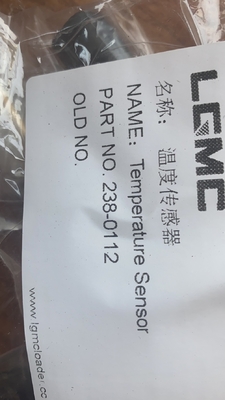 LGMC
名称： 温度传感器
NAME： Temperature Sensor
PART NO. 238-0112
OLD NO.
www.lgmcloader.cc